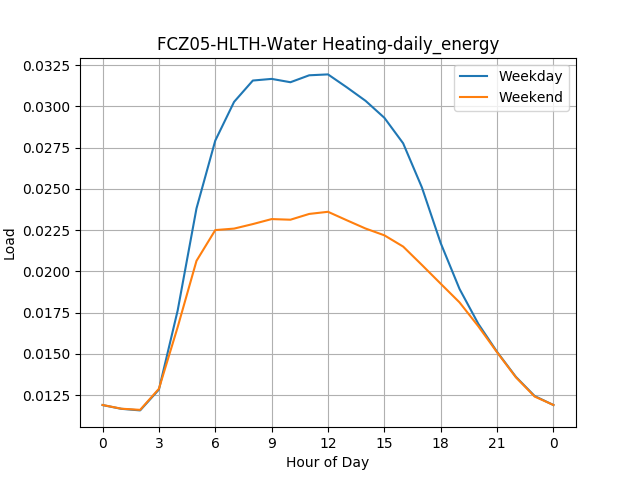 FCZ05-HLTH-Water Heating-daily_energy
Weekday
Weekend
Load
0.0325
0.0300
0.0275
0.0250
0.0225
0.0200
0.0175
0.0150
0.0125
0 3 6 9 12 15 18 21 0
Hour of Day